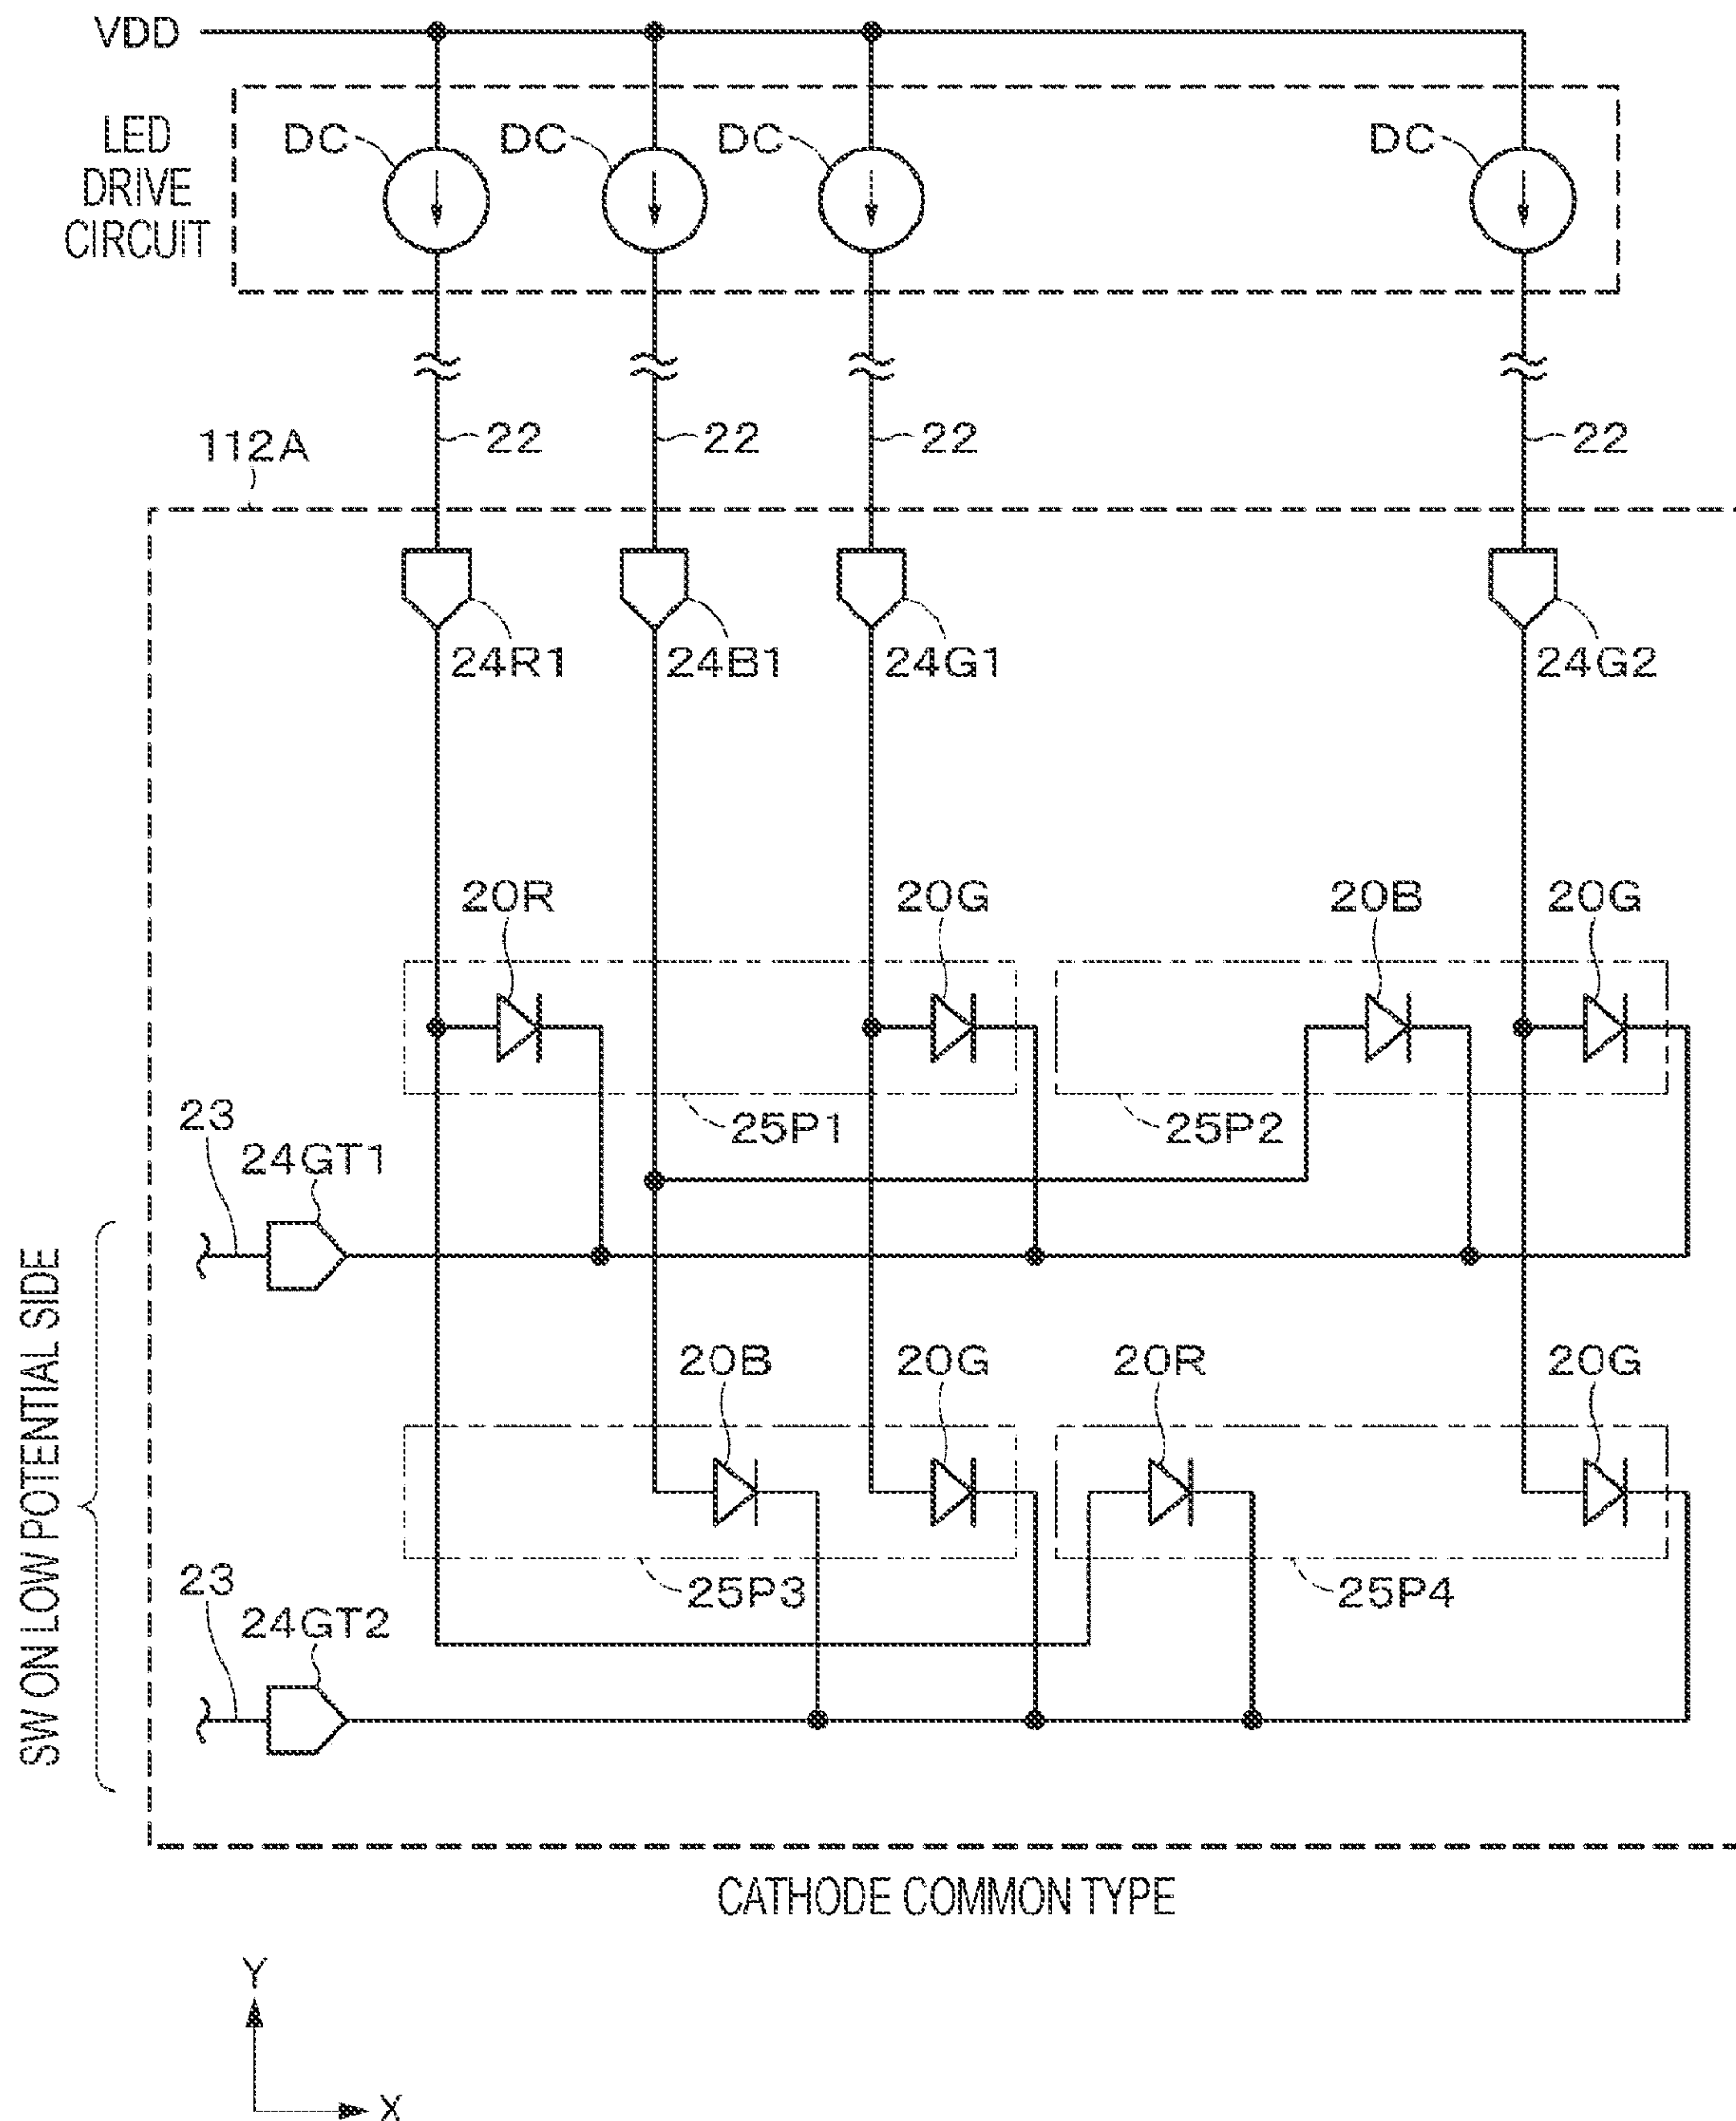 VDD
LED
DRIVE
CIRCUIT
DC
DC
DC
DC
112A
22
22
22
22
24R1
24B1
24G1
24G2
20R
20G
20B
20G
25P1
25P2
23
24GT1
SW ON LOW POTENTIAL SIDE
20B
20G
20R
20G
25P3
25P4
23
24GT2
CATHODE COMMON TYPE
Y
X